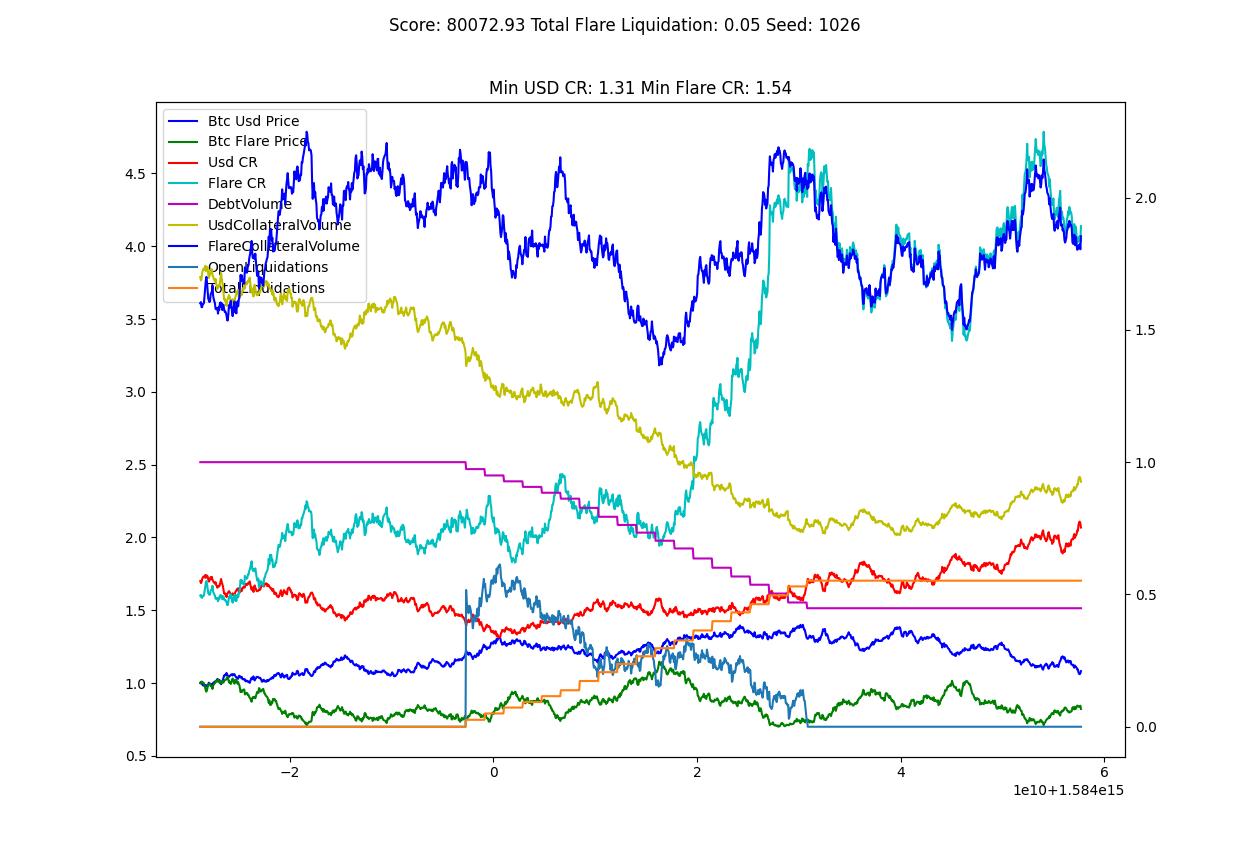 Score: 80072.93 Total Flare Liquidation: 0.05 Seed: 1026
Min USD CR: 1.31 Min Flare CR: 1.54
Btc Usd Price
Btc Flare Price
Usd CR
Flare CR
DebtVolume
UsdCollateralVolume
FlareCollateralVolume
OpenLiquidations
TotalLiquidations
4.5
4.0
3.5
3.0
2.5
2.0
1.5
1.0
0.5
2.0
1.5
1.0
0.5
0.0
−2
0
2
4
6
1e10+1.584e15